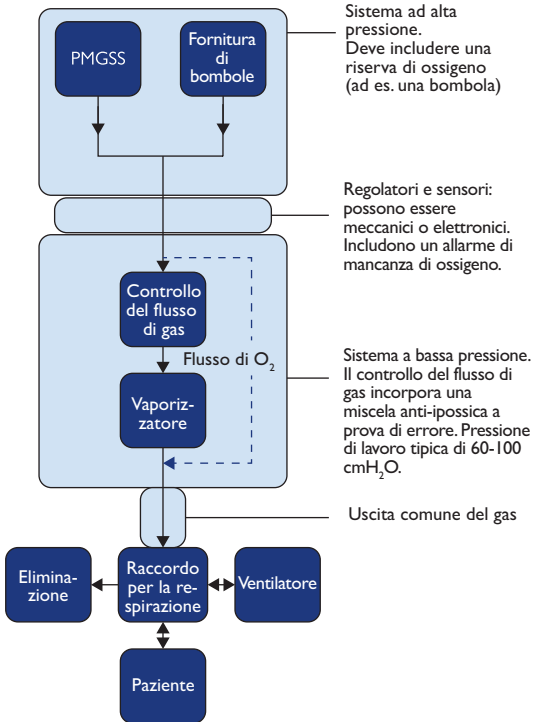 PMGSS
Fornitura
di
bombole
Sistema ad alta
pressione.
Deve includere una
riserva di ossigeno
(ad es. una bombola)
Regolatori e sensori:
possono essere
meccanici o elettronici.
Includono un allarme di
mancanza di ossigeno.
Controllo
del flusso
di gas
Flusso di O₂
Vaporiz-
zatore
Sistema a bassa pressione.
Il controllo del flusso di
gas incorpora una
miscela anti-ipossica a
prova di errore. Pressione
di lavoro tipica di 60-100
cmH₂O.
Uscita comune del gas
Elimina-
zione
Raccordo
per la re-
spirazione
Ventilatore
Paziente